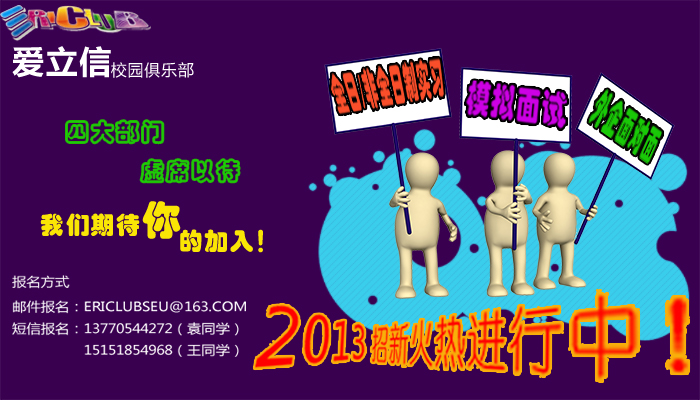 ERICLUB
爱立信校园俱乐部
全日/非全日制实习
模拟面试
外企面对面
四大部门
虚席以待
我们期待你的加入!
报名方式
邮件报名：ERICLUBSEU@163.COM
短信报名：13770544272（袁同学）
15151854968（王同学）
2013招新火热进行中!